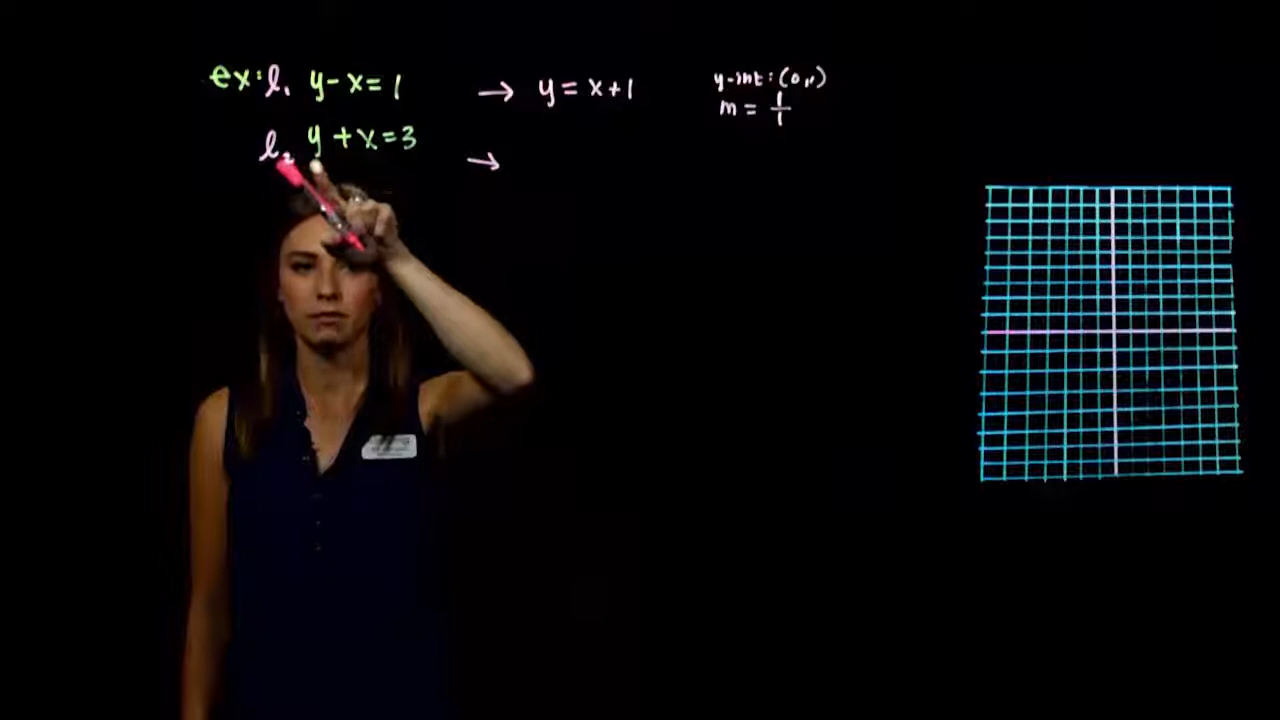 ex: l₁ y - x = 1 → y = x + 1 y-int: (0,1)
m = 1/1
l₂ y + x = 3 →